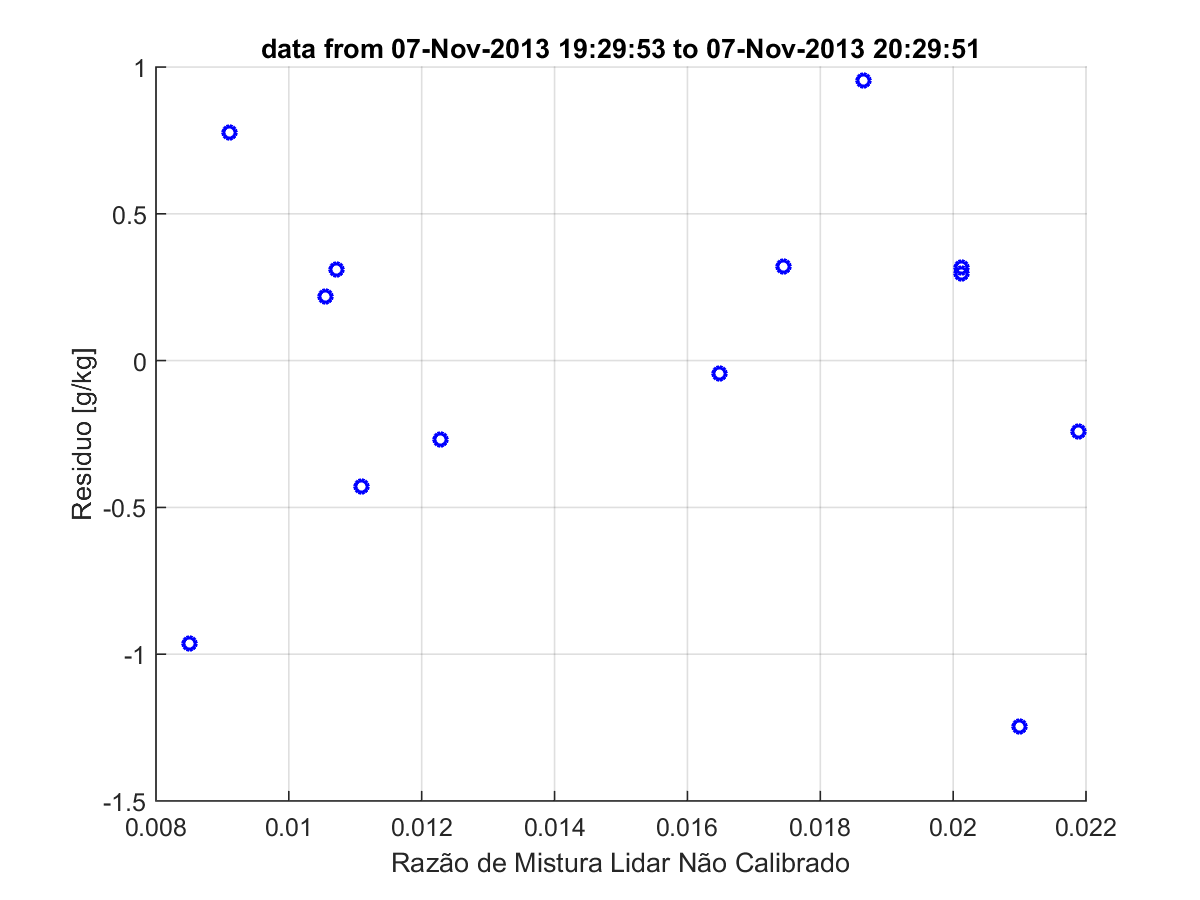 data from 07-Nov-2013 19:29:53 to 07-Nov-2013 20:29:51
1
0.5
0
-0.5
-1
-1.5
Residuo [g/kg]
0.008 0.01 0.012 0.014 0.016 0.018 0.02 0.022
Razão de Mistura Lidar Não Calibrado